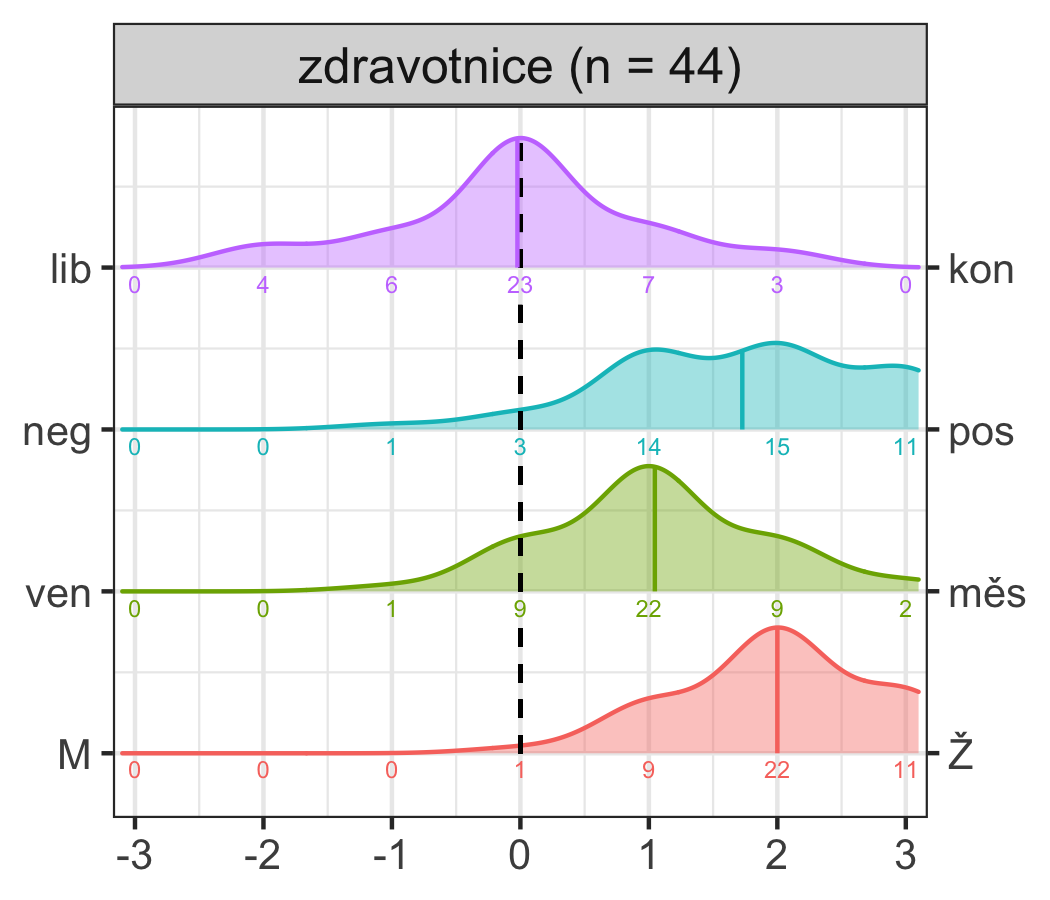 zdravotnice (n = 44)
lib kon
0 4 6 23 7 3 0
neg pos
0 0 1 3 14 15 11
ven měs
0 0 1 9 22 9 2
M Ž
0 0 0 1 9 22 11
-3 -2 -1 0 1 2 3